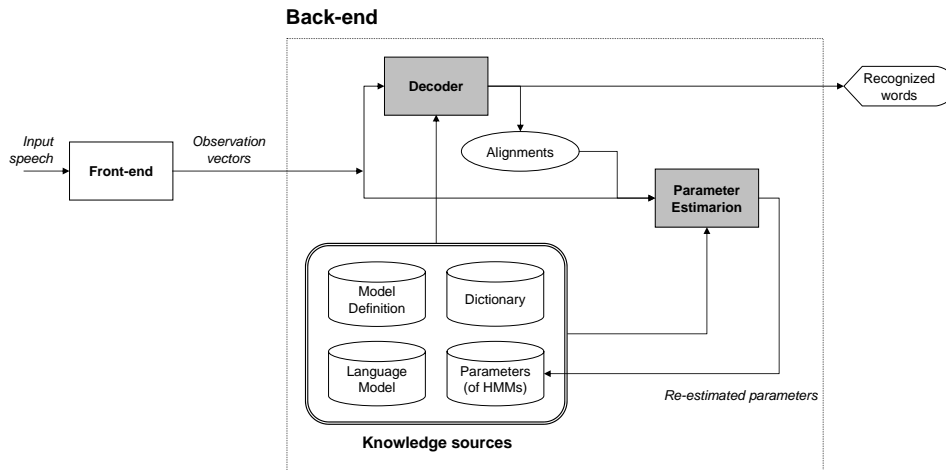 Back-end
Decoder
Recognized
words
Input
speech
Observation
vectors
Front-end
Alignments
Parameter
Estimarion
Model
Definition
Dictionary
Language
Model
Parameters
(of HMMs)
Re-estimated parameters
Knowledge sources